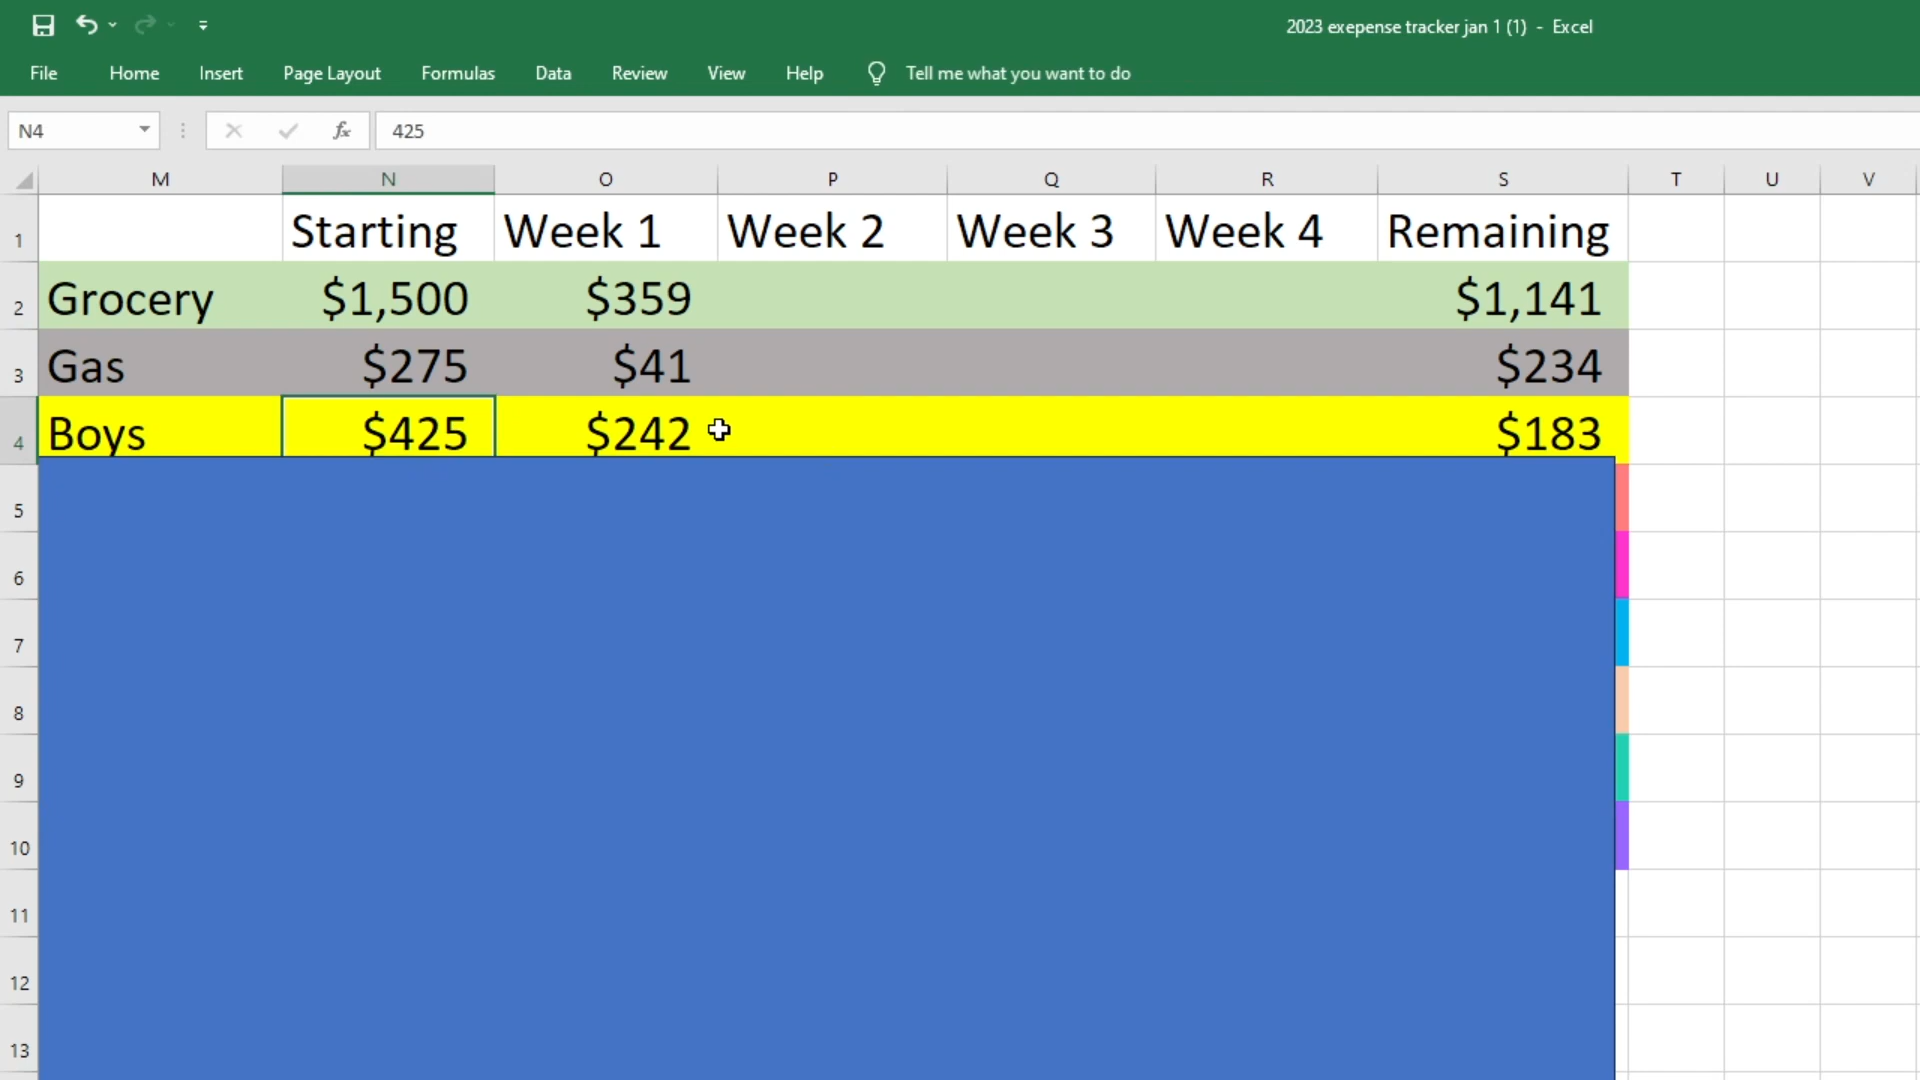 2023 exepense tracker jan 1 (1) - Excel
File Home Insert Page Layout Formulas Data Review View Help Tell me what you want to do
N4 fx 425
M N O P Q R S T U V
1 Starting Week 1 Week 2 Week 3 Week 4 Remaining
2 Grocery $1,500 $359 $1,141
3 Gas $275 $41 $234
4 Boys $425 $242 $183
5
6
7
8
9
10
11
12
13